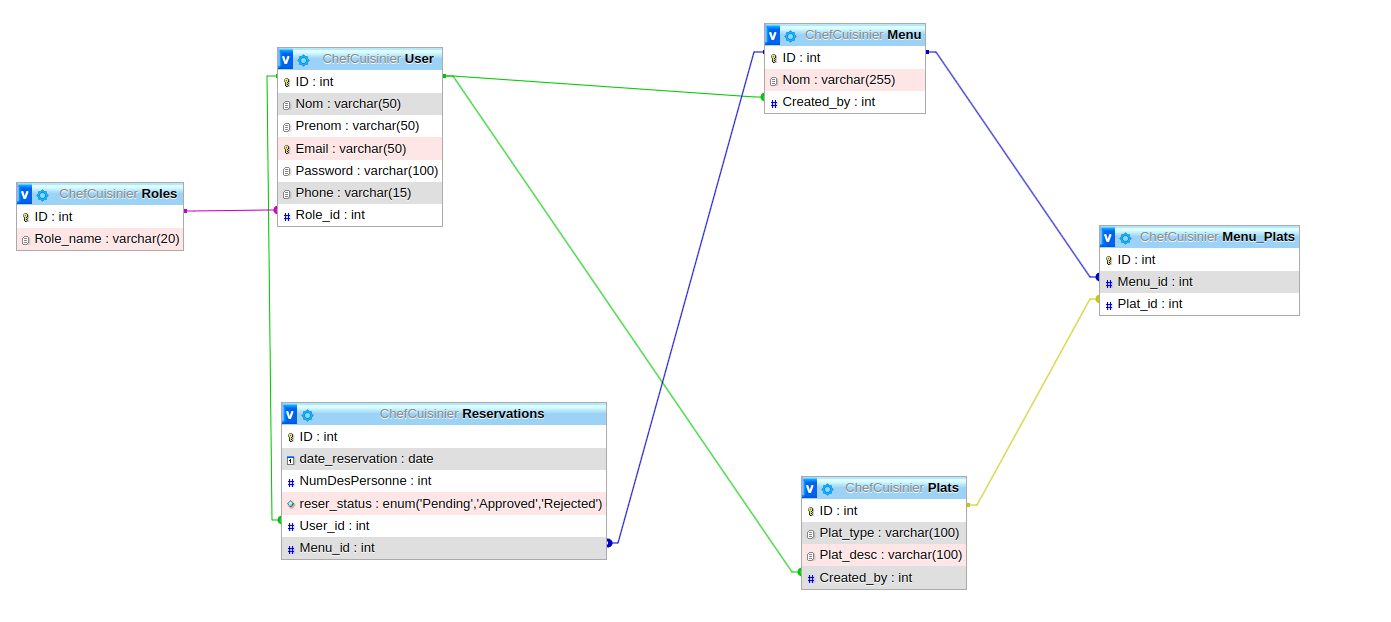 ChefCuisinier Roles
ID : int
Role_name : varchar(20)
ChefCuisinier User
ID : int
Nom : varchar(50)
Prenom : varchar(50)
Email : varchar(50)
Password : varchar(100)
Phone : varchar(15)
Role_id : int
ChefCuisinier Reservations
ID : int
date_reservation : date
NumDesPersonne : int
reser_status : enum('Pending','Approved','Rejected')
User_id : int
Menu_id : int
ChefCuisinier Menu
ID : int
Nom : varchar(255)
Created_by : int
ChefCuisinier Plats
ID : int
Plat_type : varchar(100)
Plat_desc : varchar(100)
Created_by : int
ChefCuisinier Menu_Plats
ID : int
Menu_id : int
Plat_id : int